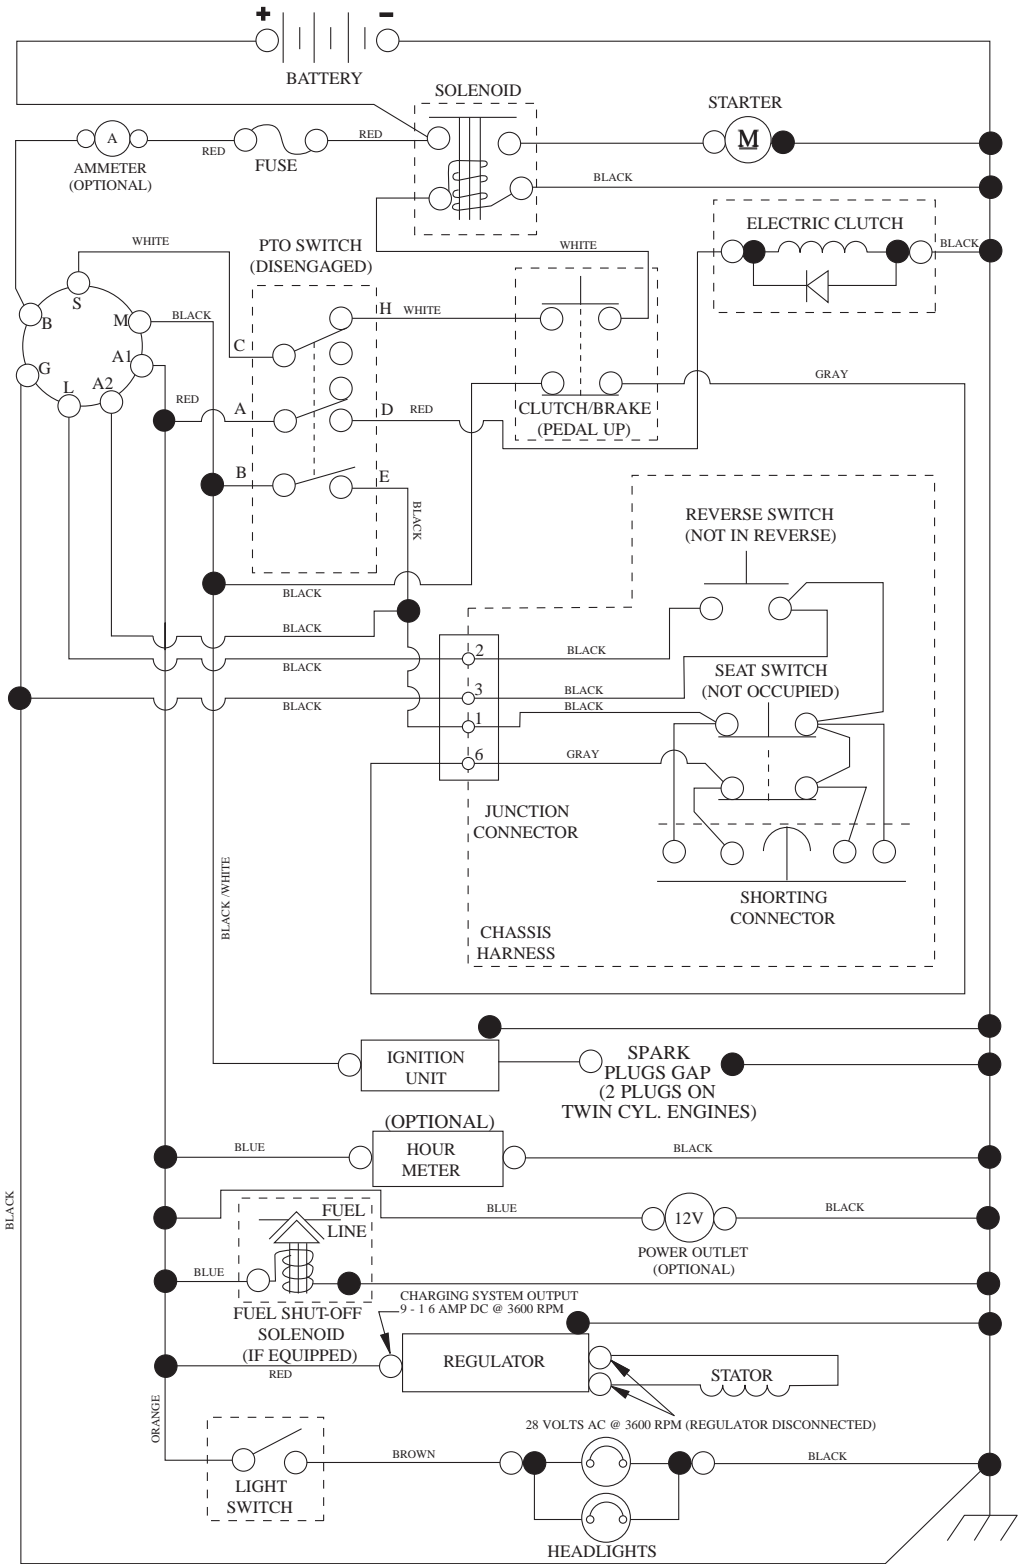 + −
BATTERY
SOLENOID
STARTER
A
M
RED
FUSE
RED
AMMETER
(OPTIONAL)
BLACK
ELECTRIC CLUTCH
WHITE
PTO SWITCH
(DISENGAGED)
WHITE
BLACK
S
B
M
BLACK
H
WHITE
C
G
A1
L
A2
RED
A
D
RED
GRAY
CLUTCH/BRAKE
(PEDAL UP)
B
E
BLACK
REVERSE SWITCH
(NOT IN REVERSE)
BLACK
BLACK
2
BLACK
BLACK
SEAT SWITCH
(NOT OCCUPIED)
3
BLACK
BLACK
BLACK
1
6
GRAY
JUNCTION
CONNECTOR
BLACK /WHITE
SHORTING
CONNECTOR
CHASSIS
HARNESS
IGNITION
UNIT
SPARK
PLUGS GAP
(2 PLUGS ON
TWIN CYL. ENGINES)
(OPTIONAL)
HOUR
METER
BLUE
BLACK
BLACK
BLUE
12V
BLACK
FUEL
LINE
POWER OUTLET
(OPTIONAL)
BLUE
CHARGING SYSTEM OUTPUT
9 - 1 6 AMP DC @ 3600 RPM
FUEL SHUT-OFF
SOLENOID
(IF EQUIPPED)
RED
REGULATOR
STATOR
ORANGE
28 VOLTS AC @ 3600 RPM (REGULATOR DISCONNECTED)
BROWN
BLACK
LIGHT
SWITCH
HEADLIGHTS